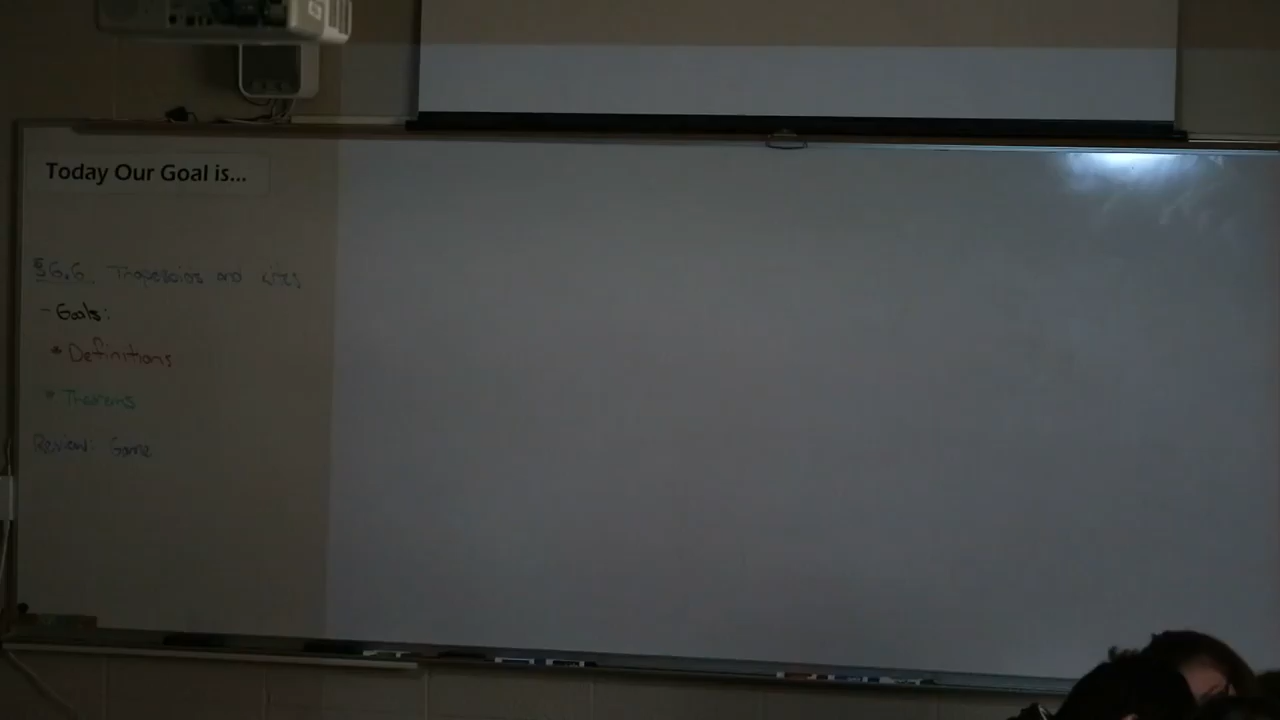 Today Our Goal is...
§6.6. Trapezoids and kites
- Goals:
* Definitions
* Theorems
Review: Game